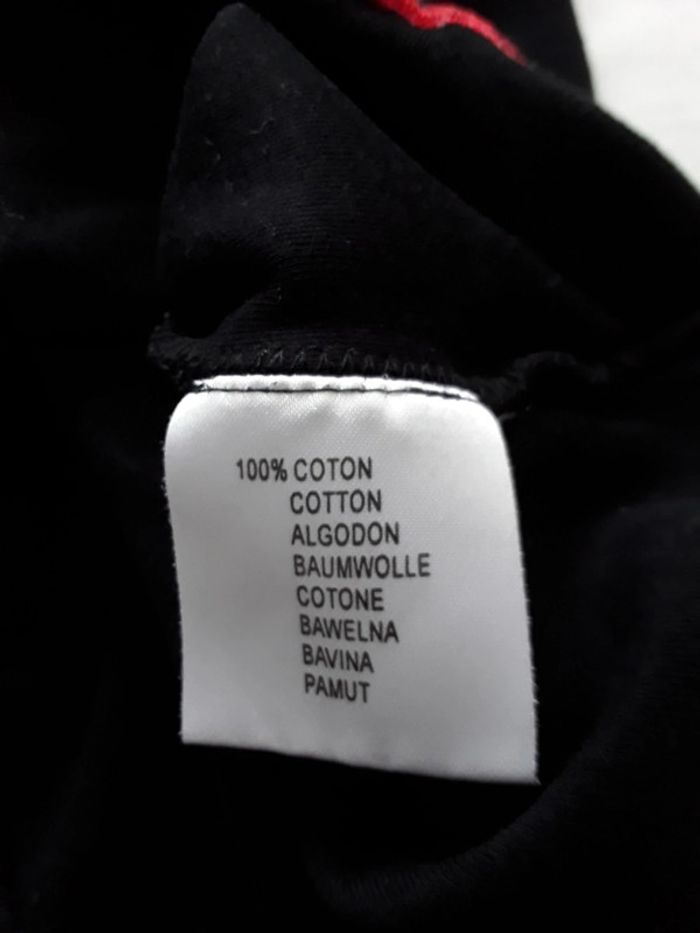 100% COTON
COTTON
ALGODON
BAUMWOLLE
COTONE
BAWELNA
BAVINA
PAMUT